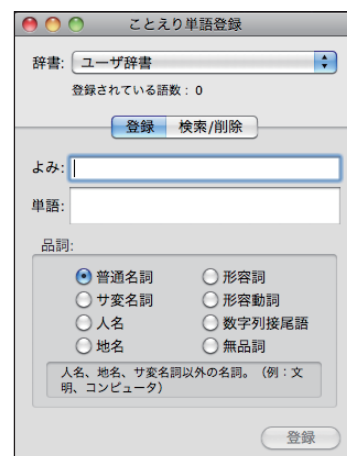 ことえり単語登録
辞書: ユーザ辞書
登録されている語数：0
登録 検索/削除
よみ:
単語:
品詞:
普通名詞 形容詞
サ変名詞 形容動詞
人名 数字列接尾語
地名 無品詞
人名、地名、サ変名詞以外の名詞。（例：文
明、コンピュータ）
登録